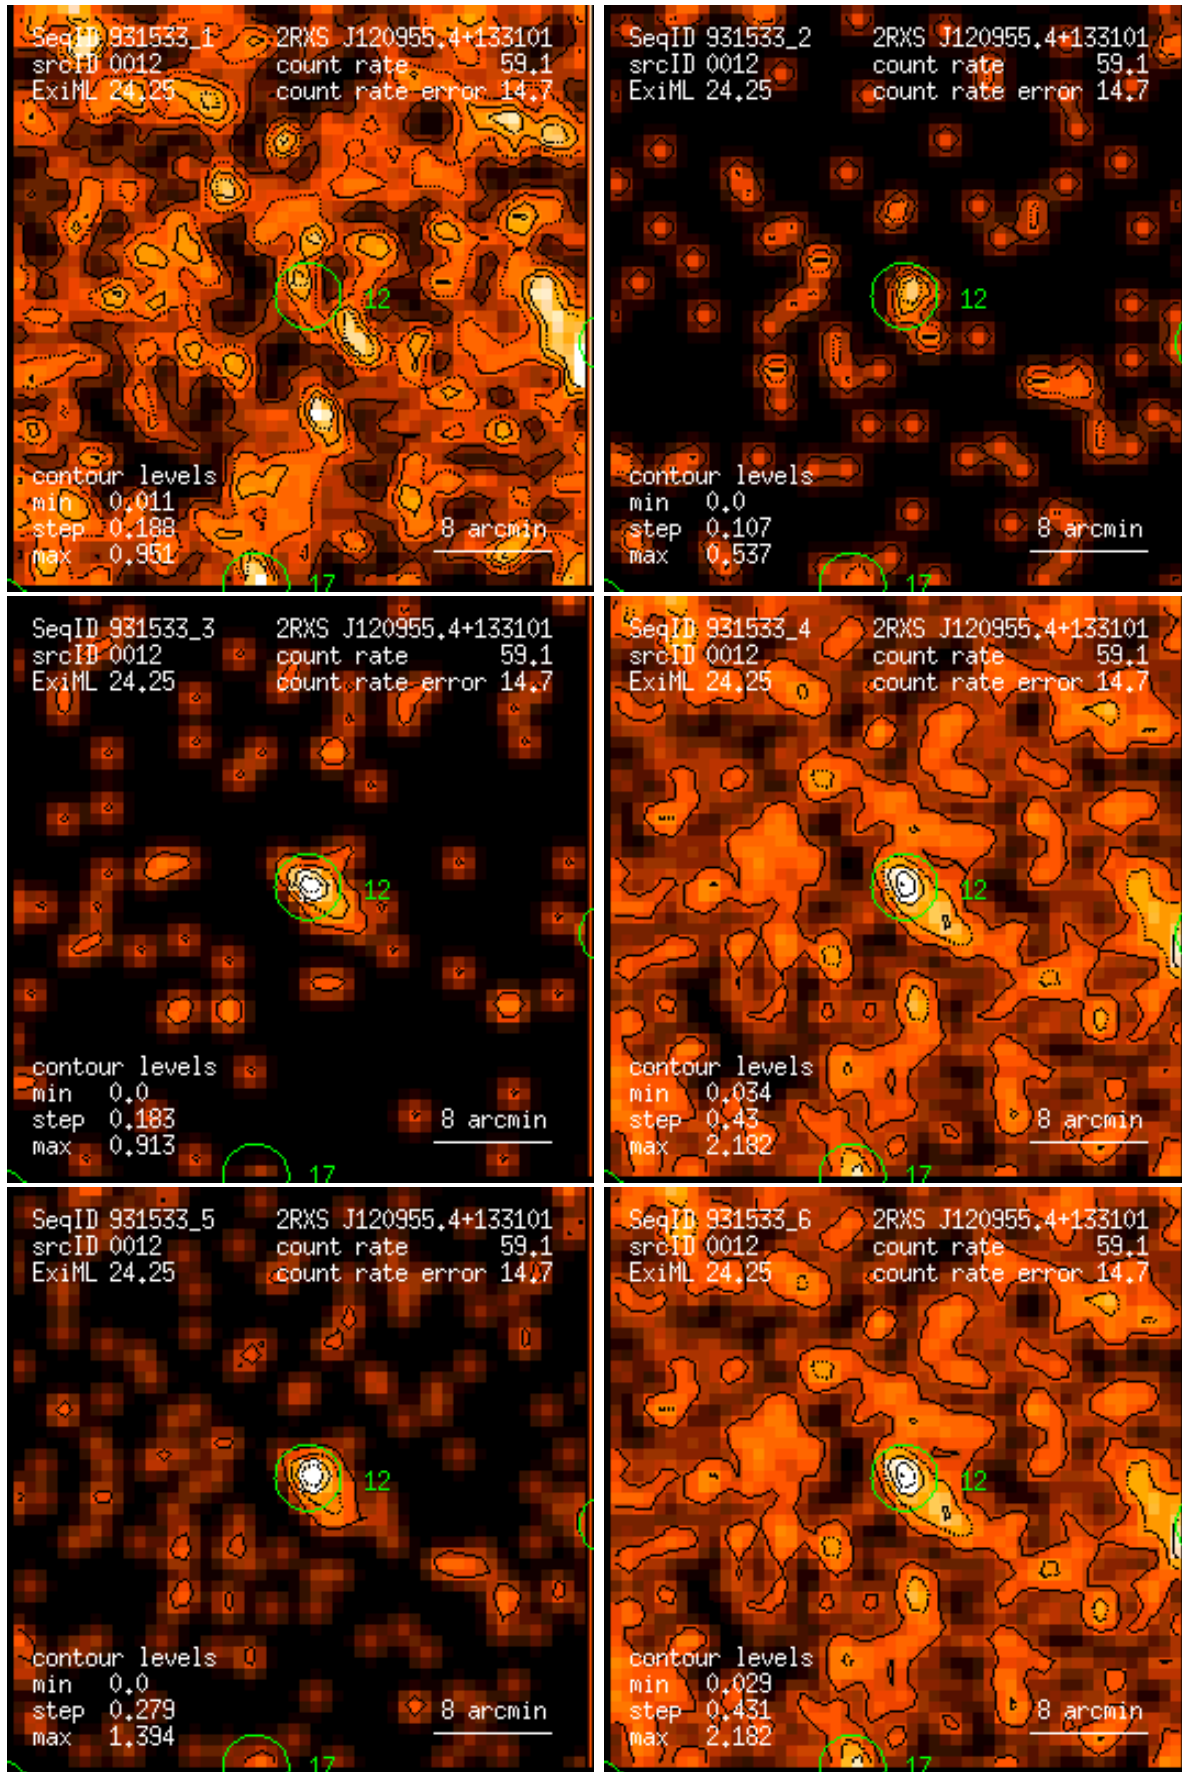 SeqID 931533_1 2RXS J120955.4+133101
srcID 0012 count rate 59.1
ExiML 24.25 count rate error 14.7
12
contour levels
min 0.011
step 0.188
max 0.951
8 arcmin
17
SeqID 931533_2 2RXS J120955.4+133101
srcID 0012 count rate 59.1
ExiML 24.25 count rate error 14.7
12
contour levels
min 0.0
step 0.107
max 0.537
8 arcmin
17
SeqID 931533_3 2RXS J120955.4+133101
srcID 0012 count rate 59.1
ExiML 24.25 count rate error 14.7
12
contour levels
min 0.0
step 0.183
max 0.913
8 arcmin
17
SeqID 931533_4 2RXS J120955.4+133101
srcID 0012 count rate 59.1
ExiML 24.25 count rate error 14.7
12
contour levels
min 0.034
step 0.43
max 2.182
8 arcmin
17
SeqID 931533_5 2RXS J120955.4+133101
srcID 0012 count rate 59.1
ExiML 24.25 count rate error 14.7
12
contour levels
min 0.0
step 0.279
max 1.394
8 arcmin
17
SeqID 931533_6 2RXS J120955.4+133101
srcID 0012 count rate 59.1
ExiML 24.25 count rate error 14.7
12
contour levels
min 0.029
step 0.431
max 2.182
8 arcmin
17